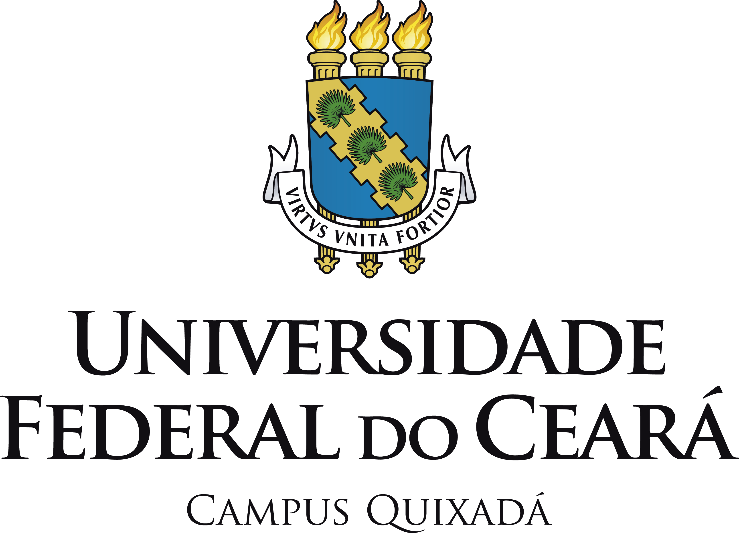 VIRTVS VNITA FORTIOR
UNIVERSIDADE
FEDERAL DO CEARÁ
CAMPUS QUIXADÁ